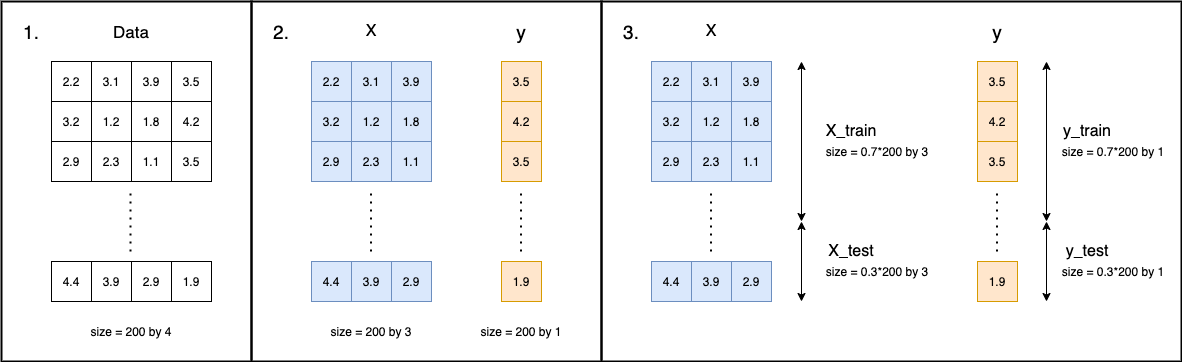 1.
Data
2.2 3.1 3.9 3.5
3.2 1.2 1.8 4.2
2.9 2.3 1.1 3.5
4.4 3.9 2.9 1.9
size = 200 by 4
2.
X
y
2.2 3.1 3.9
3.5
3.2 1.2 1.8
4.2
2.9 2.3 1.1
3.5
4.4 3.9 2.9
1.9
size = 200 by 3
size = 200 by 1
3.
X
y
2.2 3.1 3.9
3.5
3.2 1.2 1.8
4.2
2.9 2.3 1.1
3.5
4.4 3.9 2.9
1.9
X_train
size = 0.7*200 by 3
y_train
size = 0.7*200 by 1
X_test
size = 0.3*200 by 3
y_test
size = 0.3*200 by 1